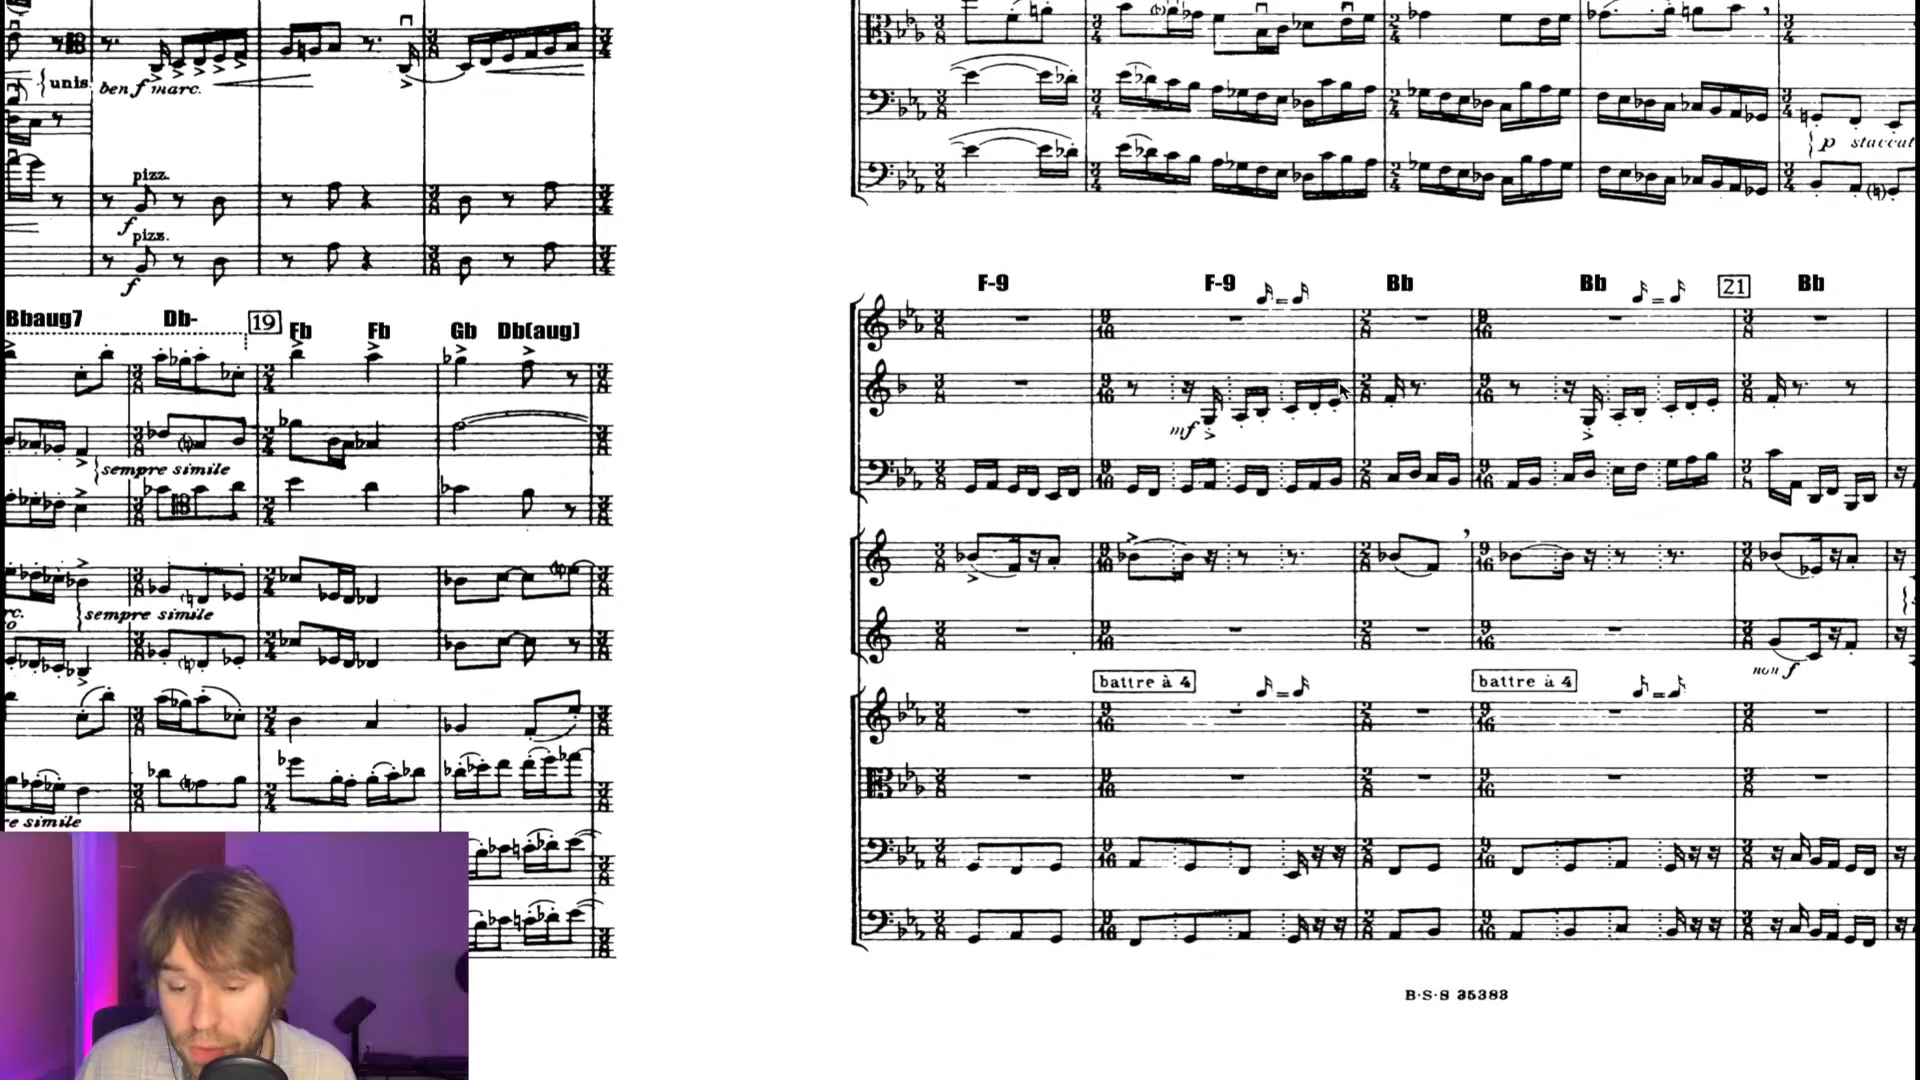 unis. ben f marc.
pizz.
f
pizz.
f
Bbaug7 Db- 19 Fb Fb Gb Db(aug)
sempre simile
sempre simile
re simile
p staccat
F-9 F-9 Bb Bb 21 Bb
mf
non f
battre à 4 battre à 4
B·S·S 35383